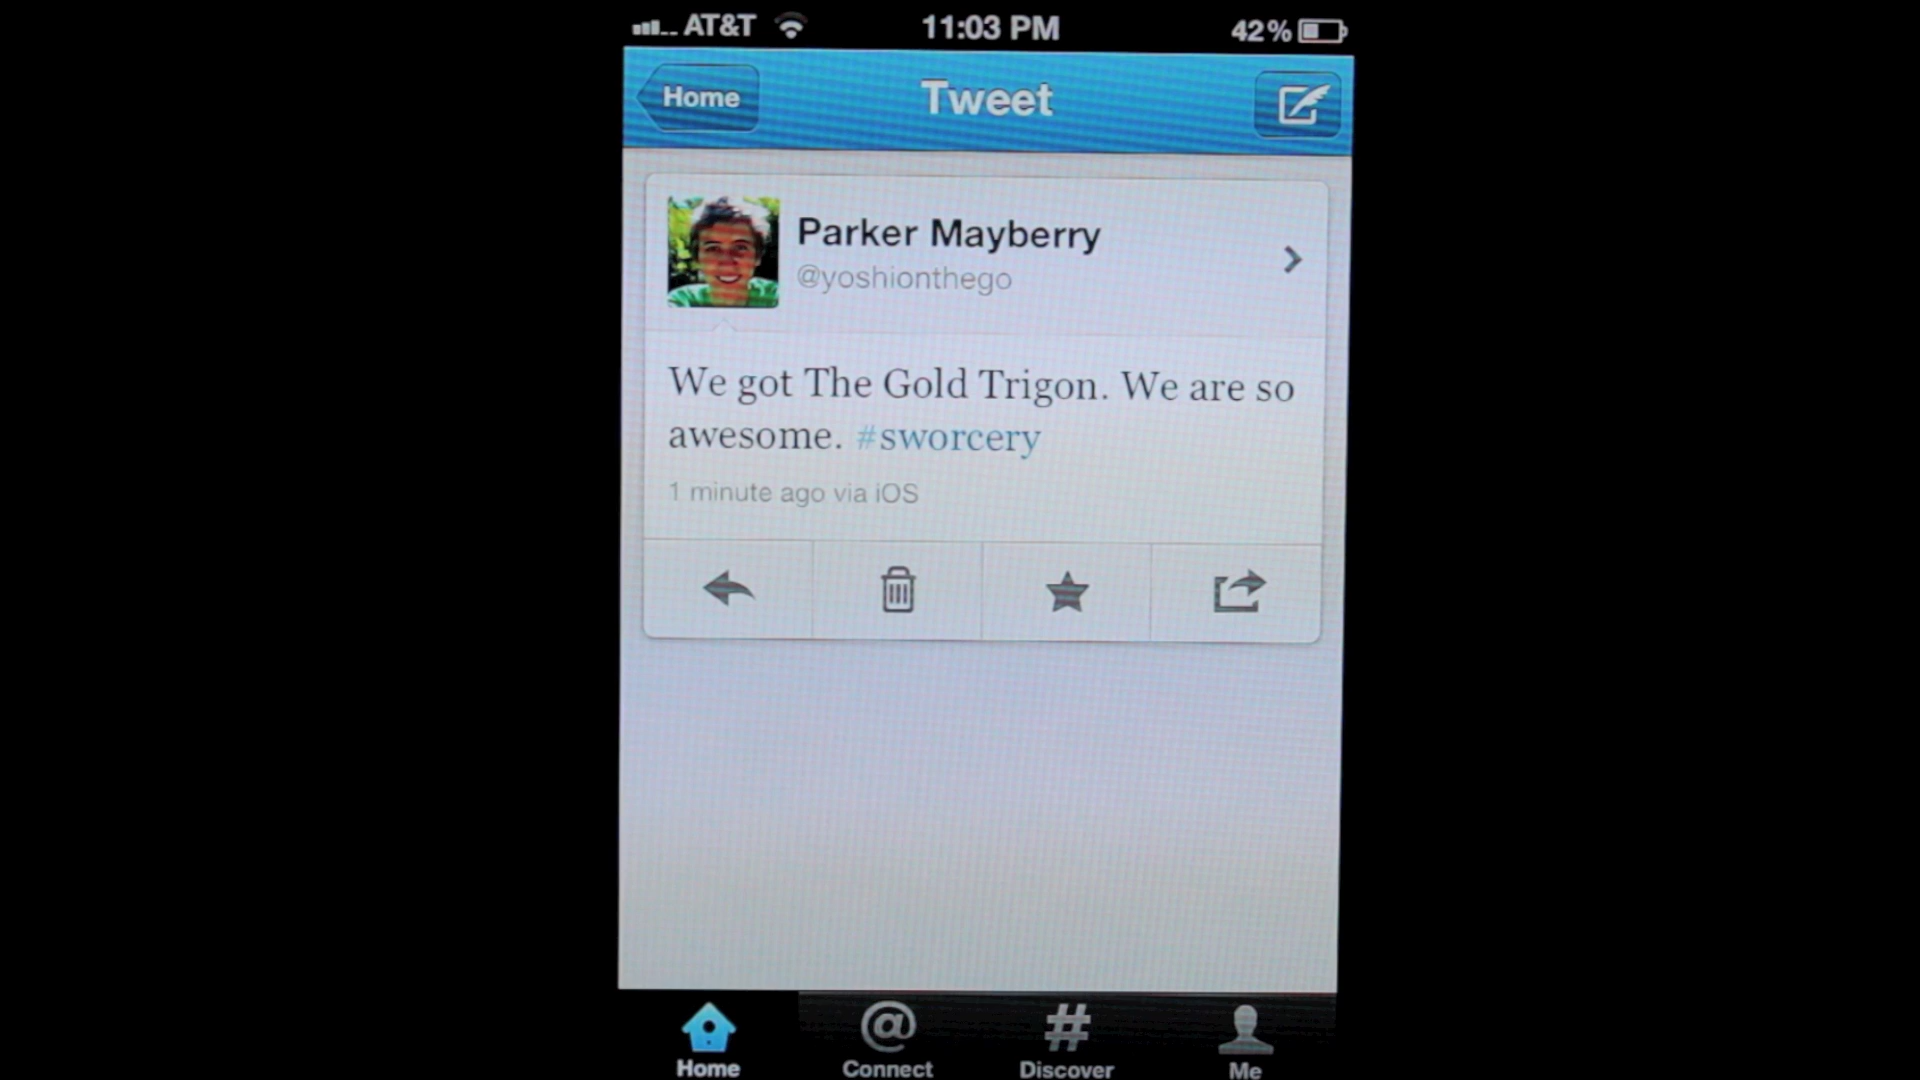 AT&T 11:03 PM 42%
Home Tweet
Parker Mayberry
@yoshionthego
We got The Gold Trigon. We are so
awesome. #sworcery
1 minute ago via iOS
Home Connect Discover Me